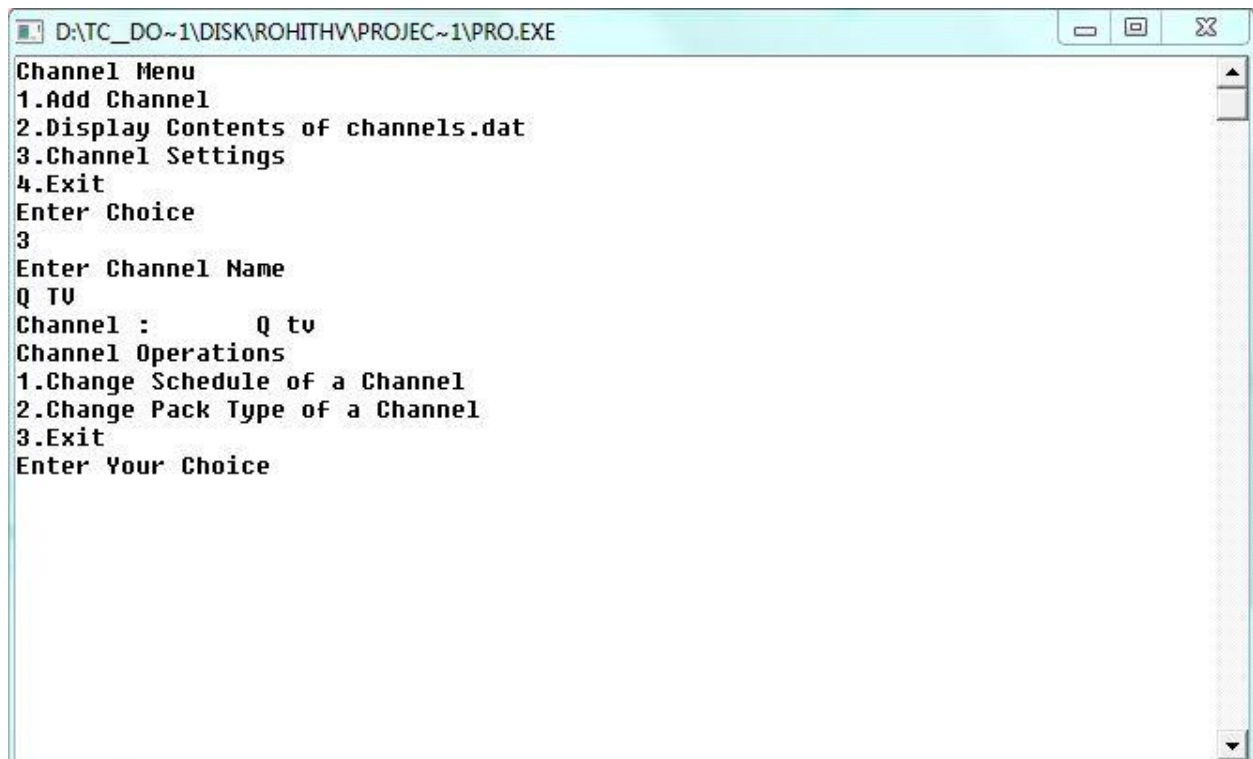 D:\TC__DO~1\DISK\ROHITHV\PROJEC~1\PRO.EXE
Channel Menu
1.Add Channel
2.Display Contents of channels.dat
3.Channel Settings
4.Exit
Enter Choice
3
Enter Channel Name
Q TV
Channel :       Q tv
Channel Operations
1.Change Schedule of a Channel
2.Change Pack Type of a Channel
3.Exit
Enter Your Choice